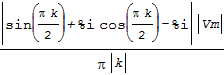 |sin(π k/2)+%i cos(π k/2)-%i| |Vm|
π |k|